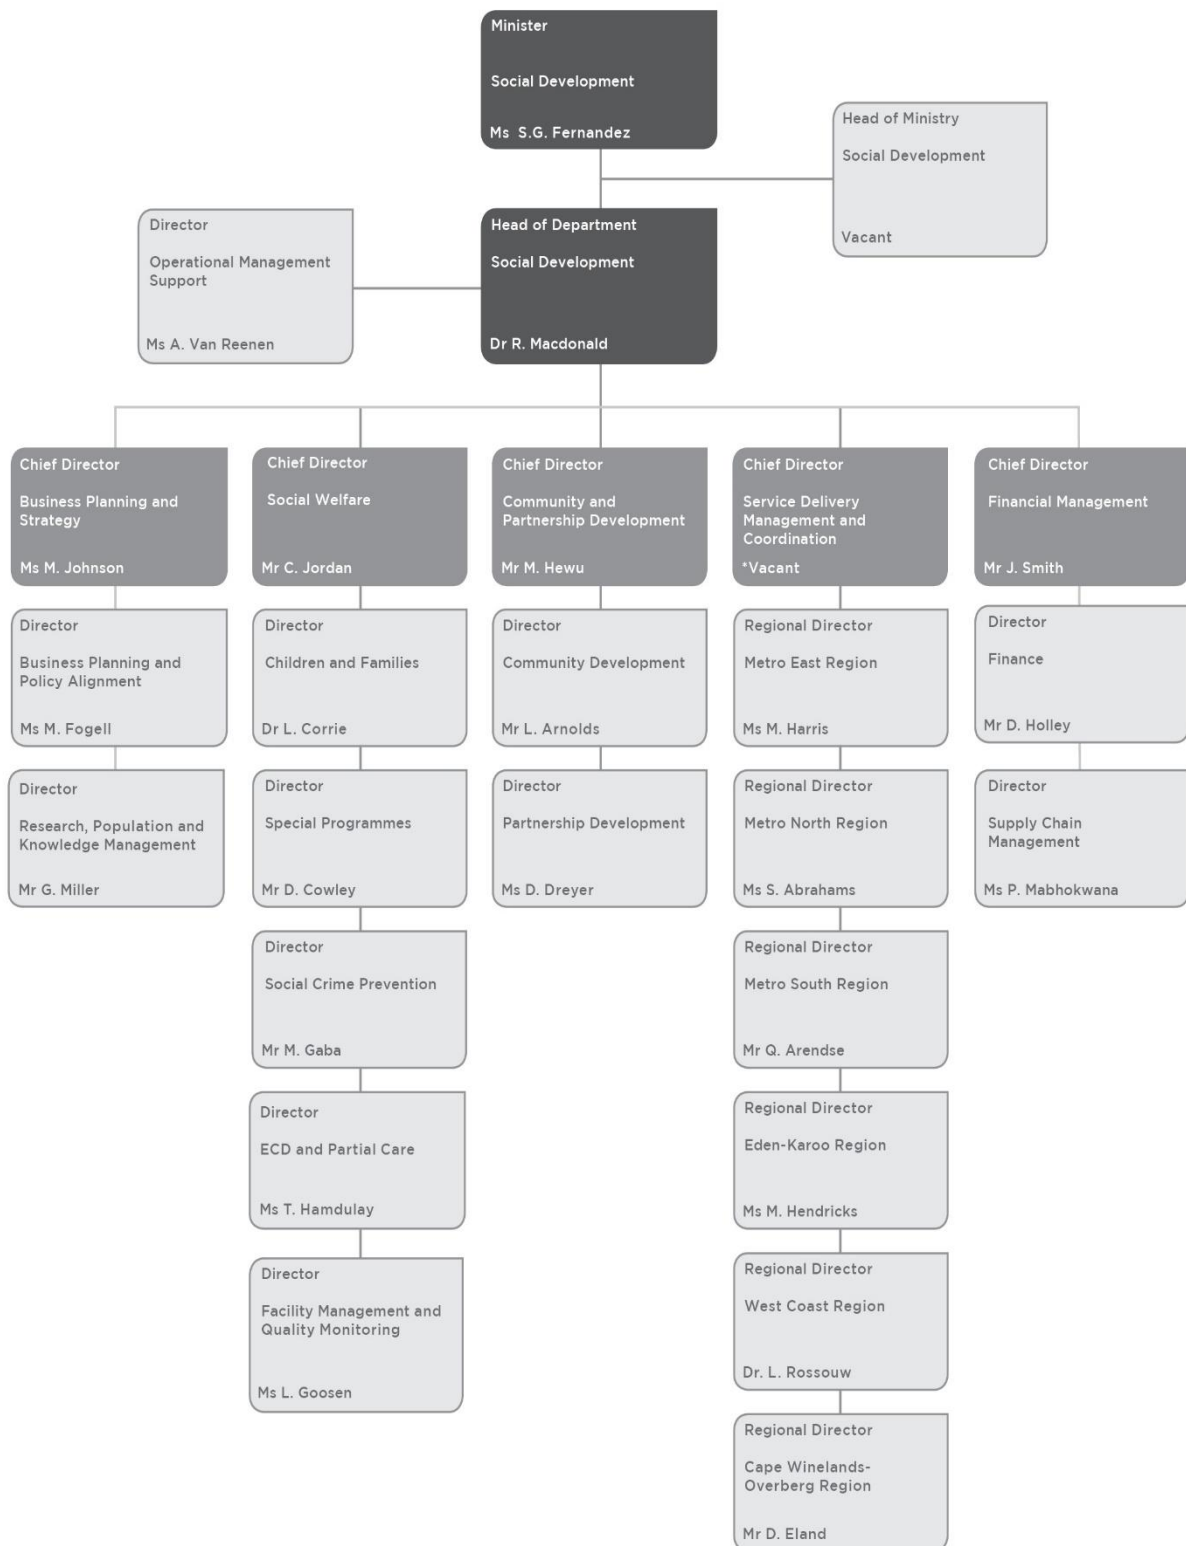 Minister
Social Development
Ms S.G. Fernandez
Head of Ministry
Social Development
Vacant
Director
Operational Management
Support
Ms A. Van Reenen
Head of Department
Social Development
Dr R. Macdonald
Chief Director
Business Planning and
Strategy
Ms M. Johnson
Director
Business Planning and
Policy Alignment
Ms M. Fogell
Director
Research, Population and
Knowledge Management
Mr G. Miller
Chief Director
Social Welfare
Mr C. Jordan
Director
Children and Families
Dr L. Corrie
Director
Special Programmes
Mr D. Cowley
Director
Social Crime Prevention
Mr M. Gaba
Director
ECD and Partial Care
Ms T. Hamdulay
Director
Facility Management and
Quality Monitoring
Ms L. Goosen
Chief Director
Community and
Partnership Development
Mr M. Hewu
Director
Community Development
Mr L. Arnolds
Director
Partnership Development
Ms D. Dreyer
Chief Director
Service Delivery
Management and
Coordination
*Vacant
Regional Director
Metro East Region
Ms M. Harris
Regional Director
Metro North Region
Ms S. Abrahams
Regional Director
Metro South Region
Mr Q. Arendse
Regional Director
Eden-Karoo Region
Ms M. Hendricks
Regional Director
West Coast Region
Dr. L. Rossouw
Regional Director
Cape Winelands-
Overberg Region
Mr D. Eland
Chief Director
Financial Management
Mr J. Smith
Director
Finance
Mr D. Holley
Director
Supply Chain
Management
Ms P. Mabhokwana